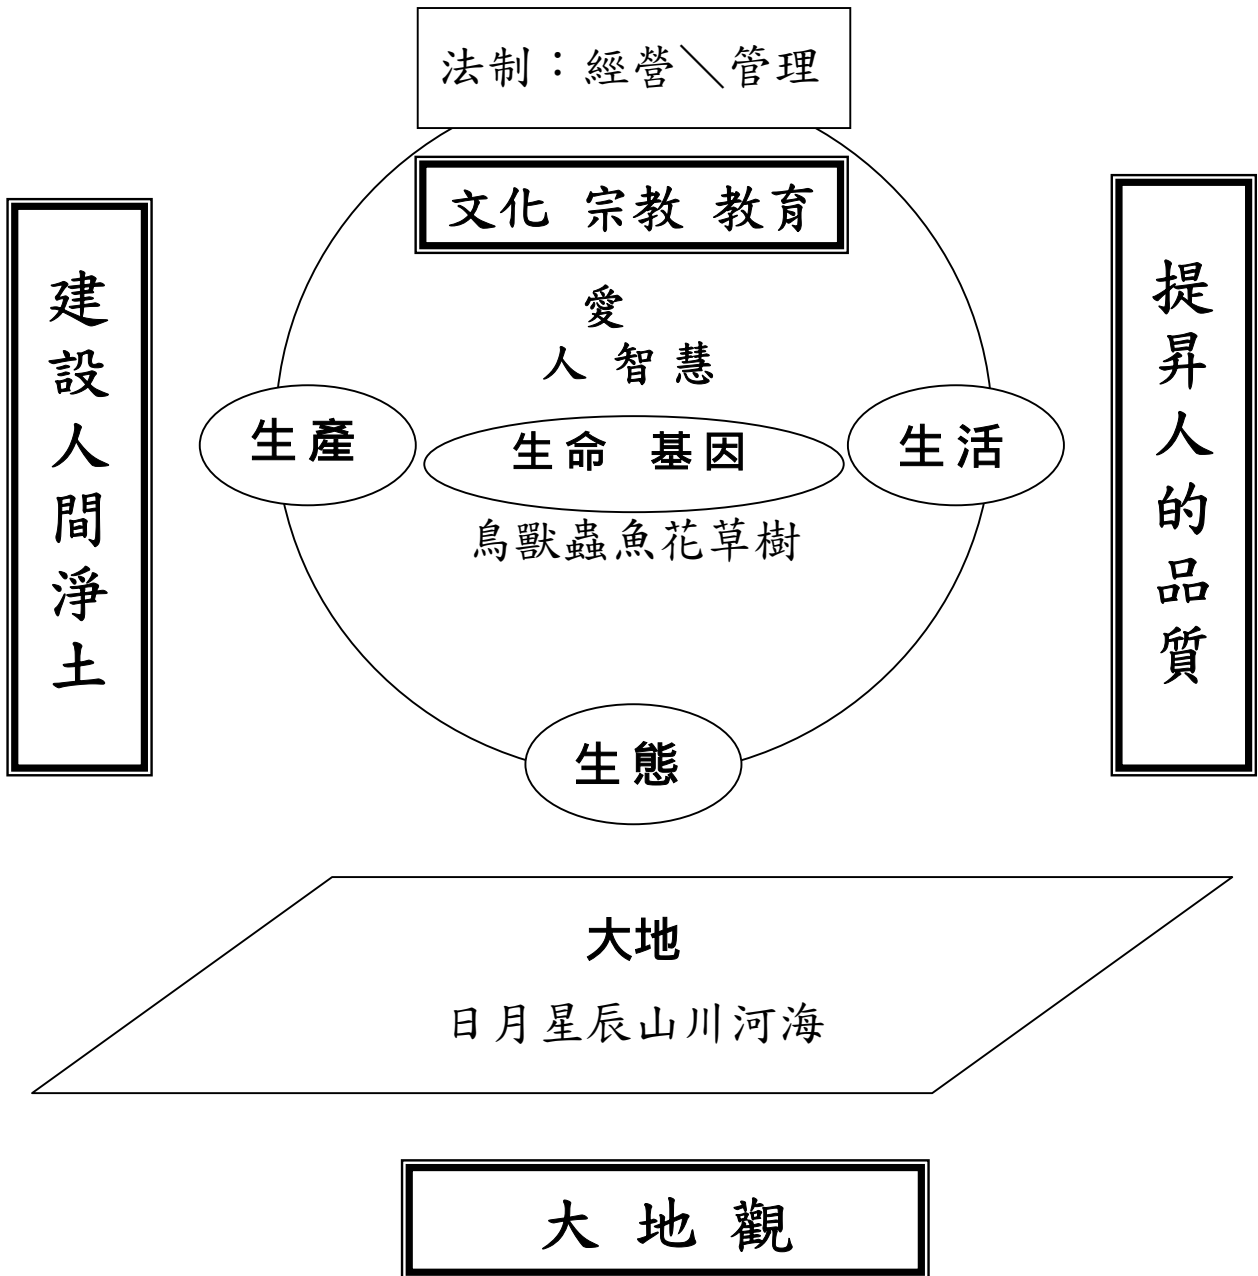 法制：經營＼管理
文化 宗教 教育
建設人間淨土
提昇人的品質
愛
人 智 慧
生產
生命 基因
生活
鳥獸蟲魚花草樹
生態
大地
日月星辰山川河海
大地觀